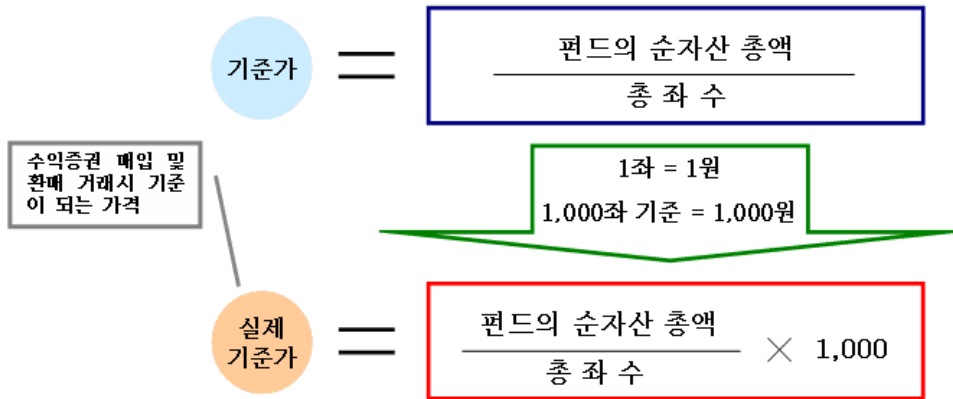 기준가
=
펀드의 순자산 총액
총 좌 수
수익증권 매입 및
환매 거래시 기준
이 되는 가격
1좌 = 1원
1,000좌 기준 = 1,000원
실제
기준가
=
펀드의 순자산 총액
총 좌 수
× 1,000